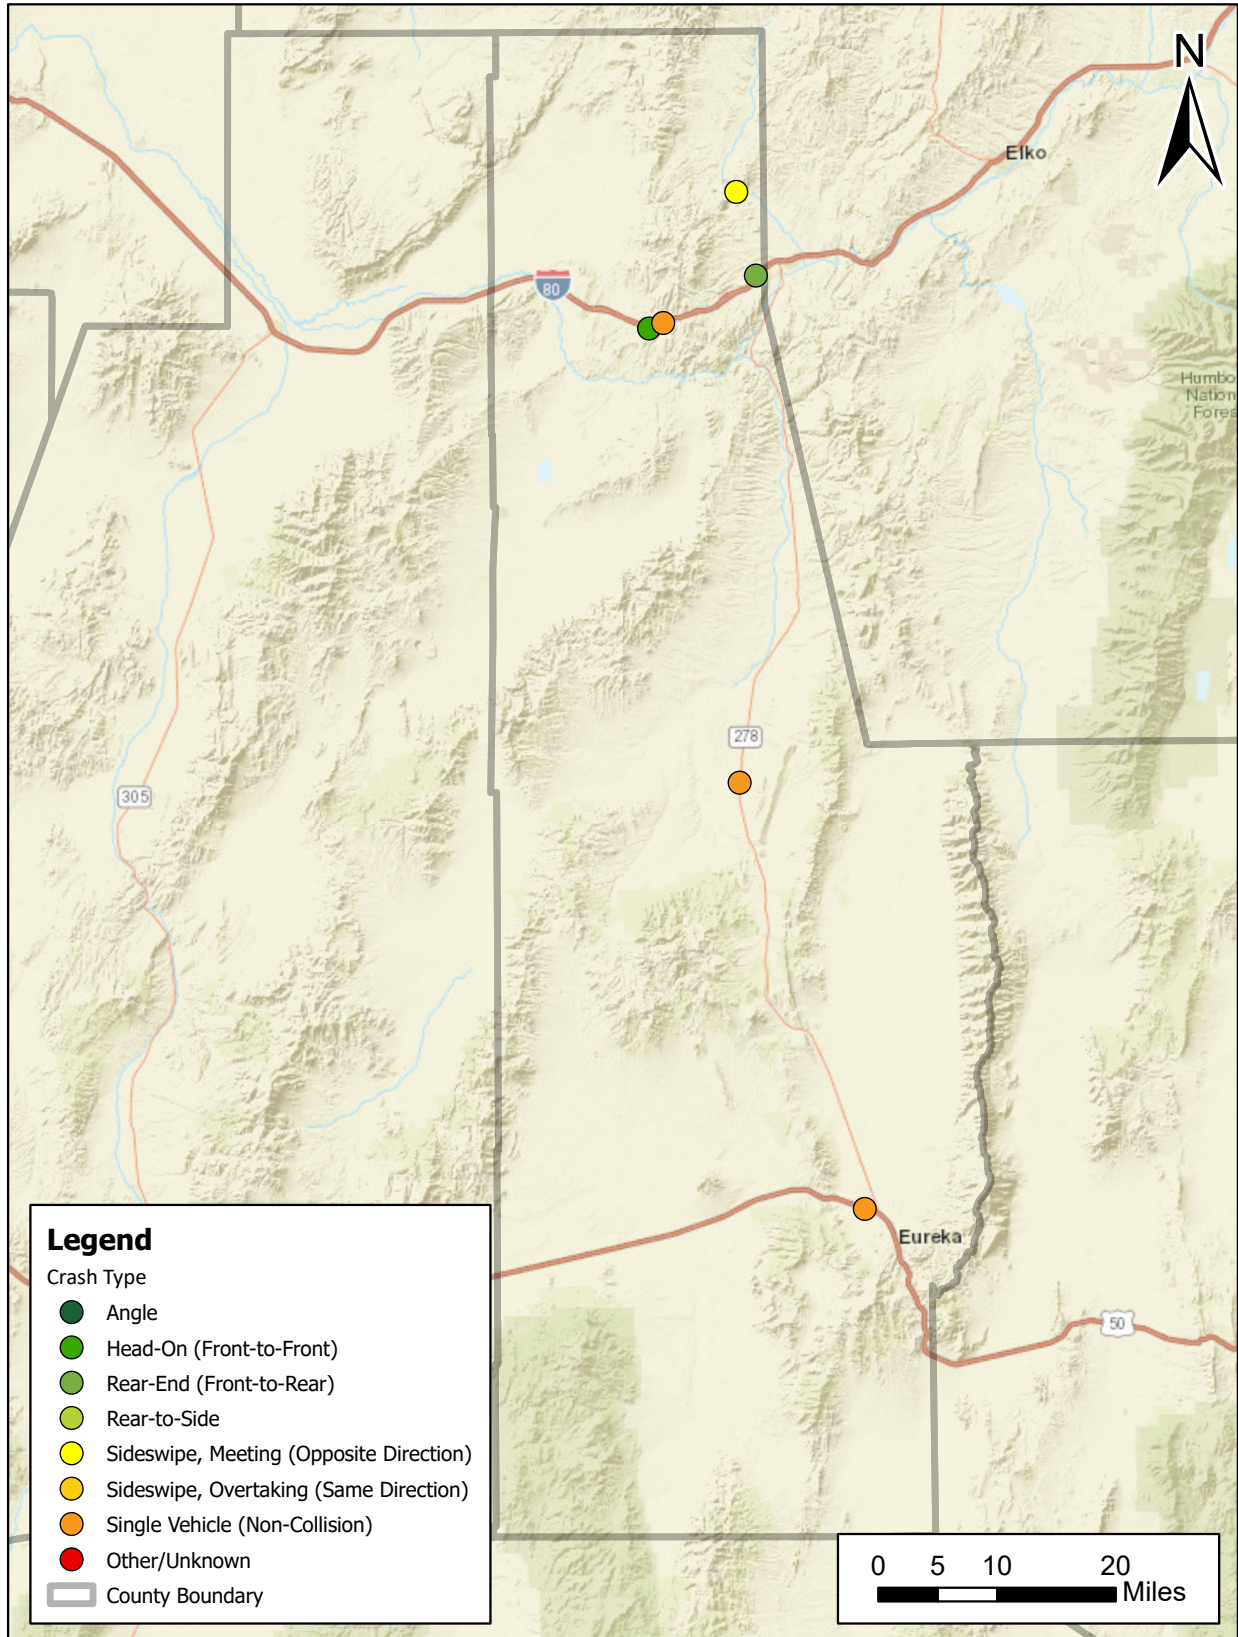 N
Elko
80
Humbo
Nation
Fores
278
305
Eureka
50
Legend
Crash Type
Angle
Head-On (Front-to-Front)
Rear-End (Front-to-Rear)
Rear-to-Side
Sideswipe, Meeting (Opposite Direction)
Sideswipe, Overtaking (Same Direction)
Single Vehicle (Non-Collision)
Other/Unknown
County Boundary
0 5 10 20
Miles